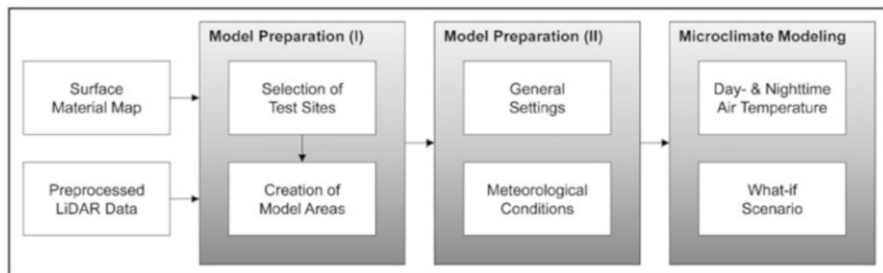 Model Preparation (I)
Model Preparation (II)
Microclimate Modeling
Surface
Material Map
Selection of
Test Sites
General
Settings
Day- & Nighttime
Air Temperature
Preprocessed
LiDAR Data
Creation of
Model Areas
Meteorological
Conditions
What-if
Scenario